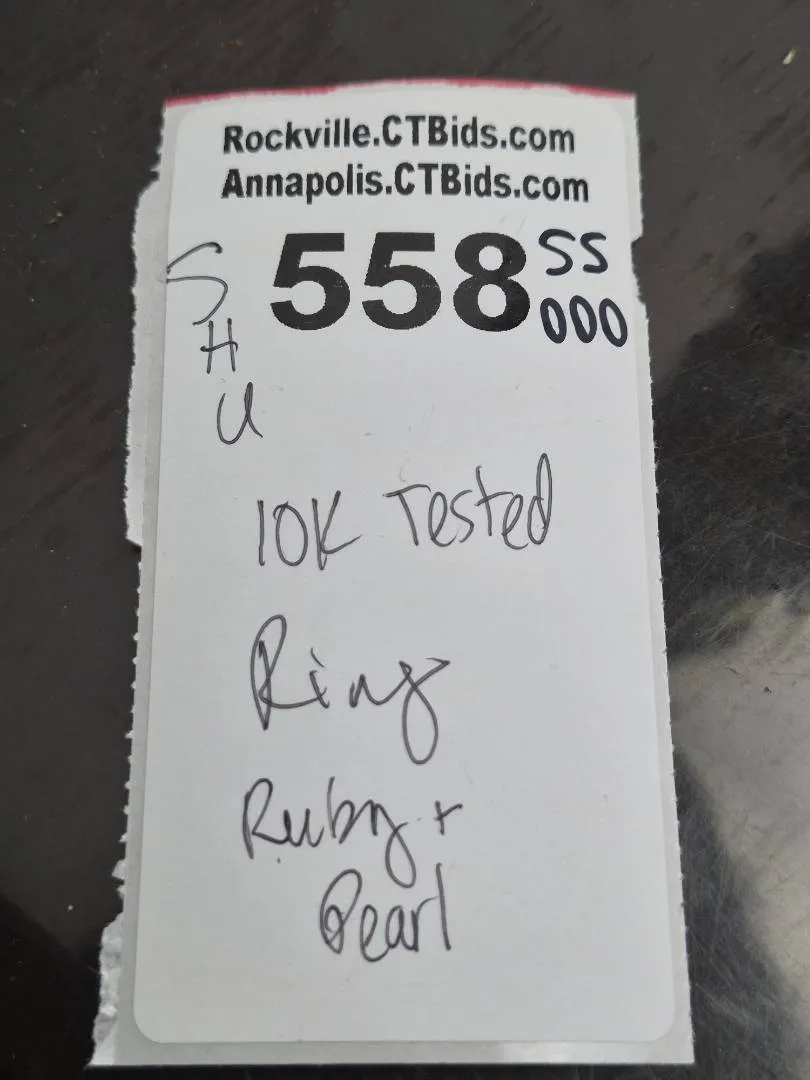 Rockville.CTBids.com
Annapolis.CTBids.com
558 SS
000
S
H
U
10K Tested
Ring
Ruby +
Pearl